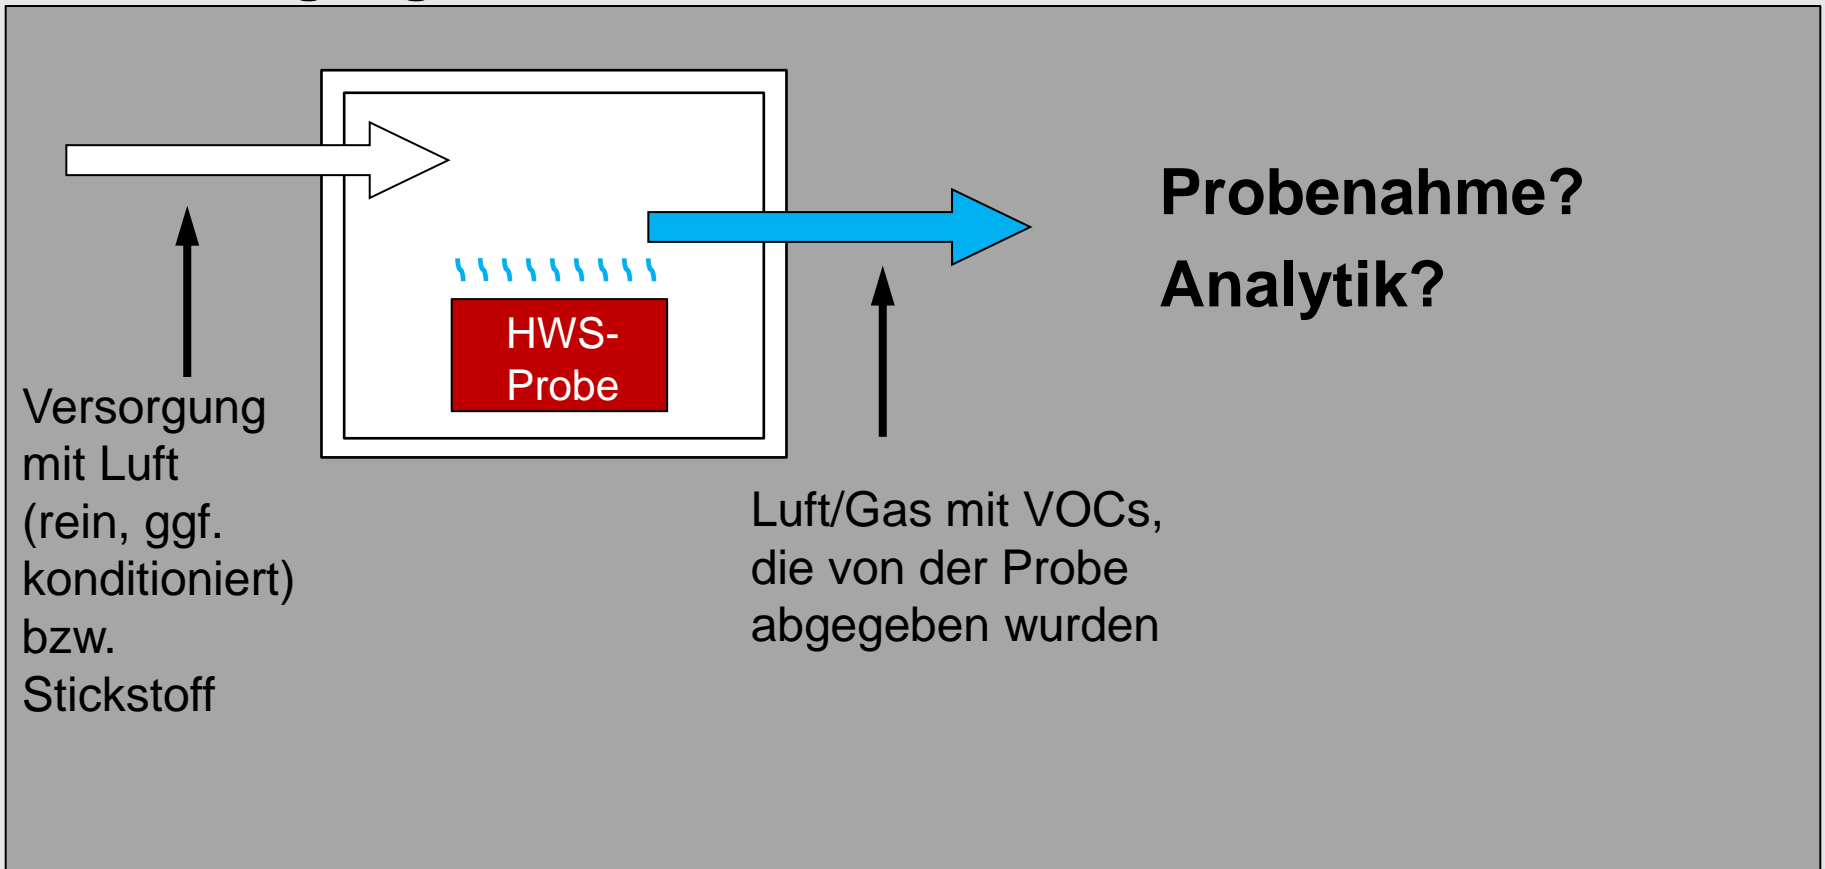 Probenahme?
Analytik?
HWS-
Probe
Versorgung
mit Luft
(rein, ggf.
konditioniert)
bzw.
Stickstoff
Luft/Gas mit VOCs,
die von der Probe
abgegeben wurden